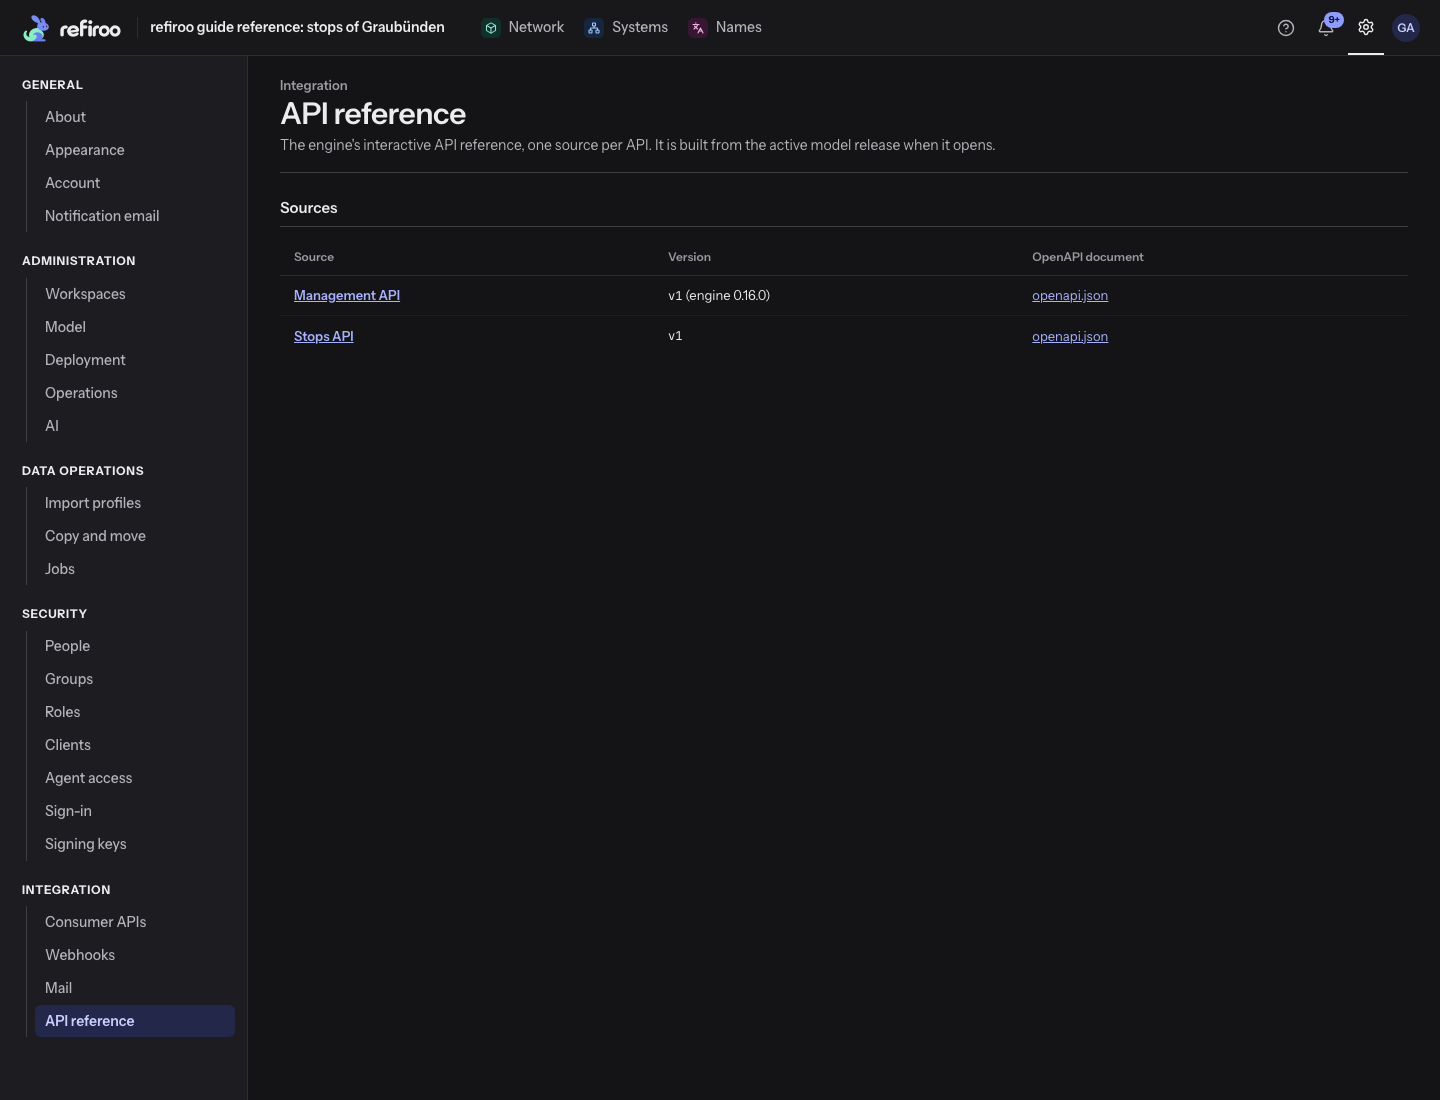 refiroo
refiroo guide reference: stops of Graubünden
Network
Systems
Names
9+
GA
GENERAL
About
Appearance
Account
Notification email
ADMINISTRATION
Workspaces
Model
Deployment
Operations
AI
DATA OPERATIONS
Import profiles
Copy and move
Jobs
SECURITY
People
Groups
Roles
Clients
Agent access
Sign-in
Signing keys
INTEGRATION
Consumer APIs
Webhooks
Mail
API reference
Integration
API reference
The engine's interactive API reference, one source per API. It is built from the active model release when it opens.
Sources
Source Version OpenAPI document
Management API v1 (engine 0.16.0) openapi.json
Stops API v1 openapi.json